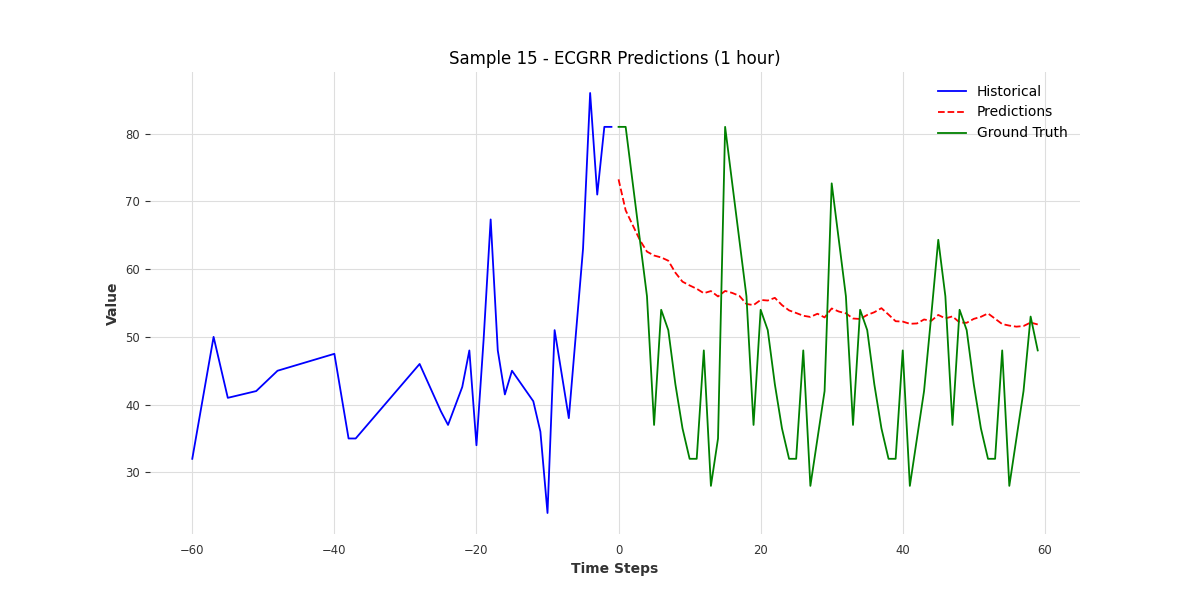 Sample 15 - ECGRR Predictions (1 hour)
Historical
Predictions
Ground Truth
Value
80
70
60
50
40
30
−60
−40
−20
0
20
40
60
Time Steps